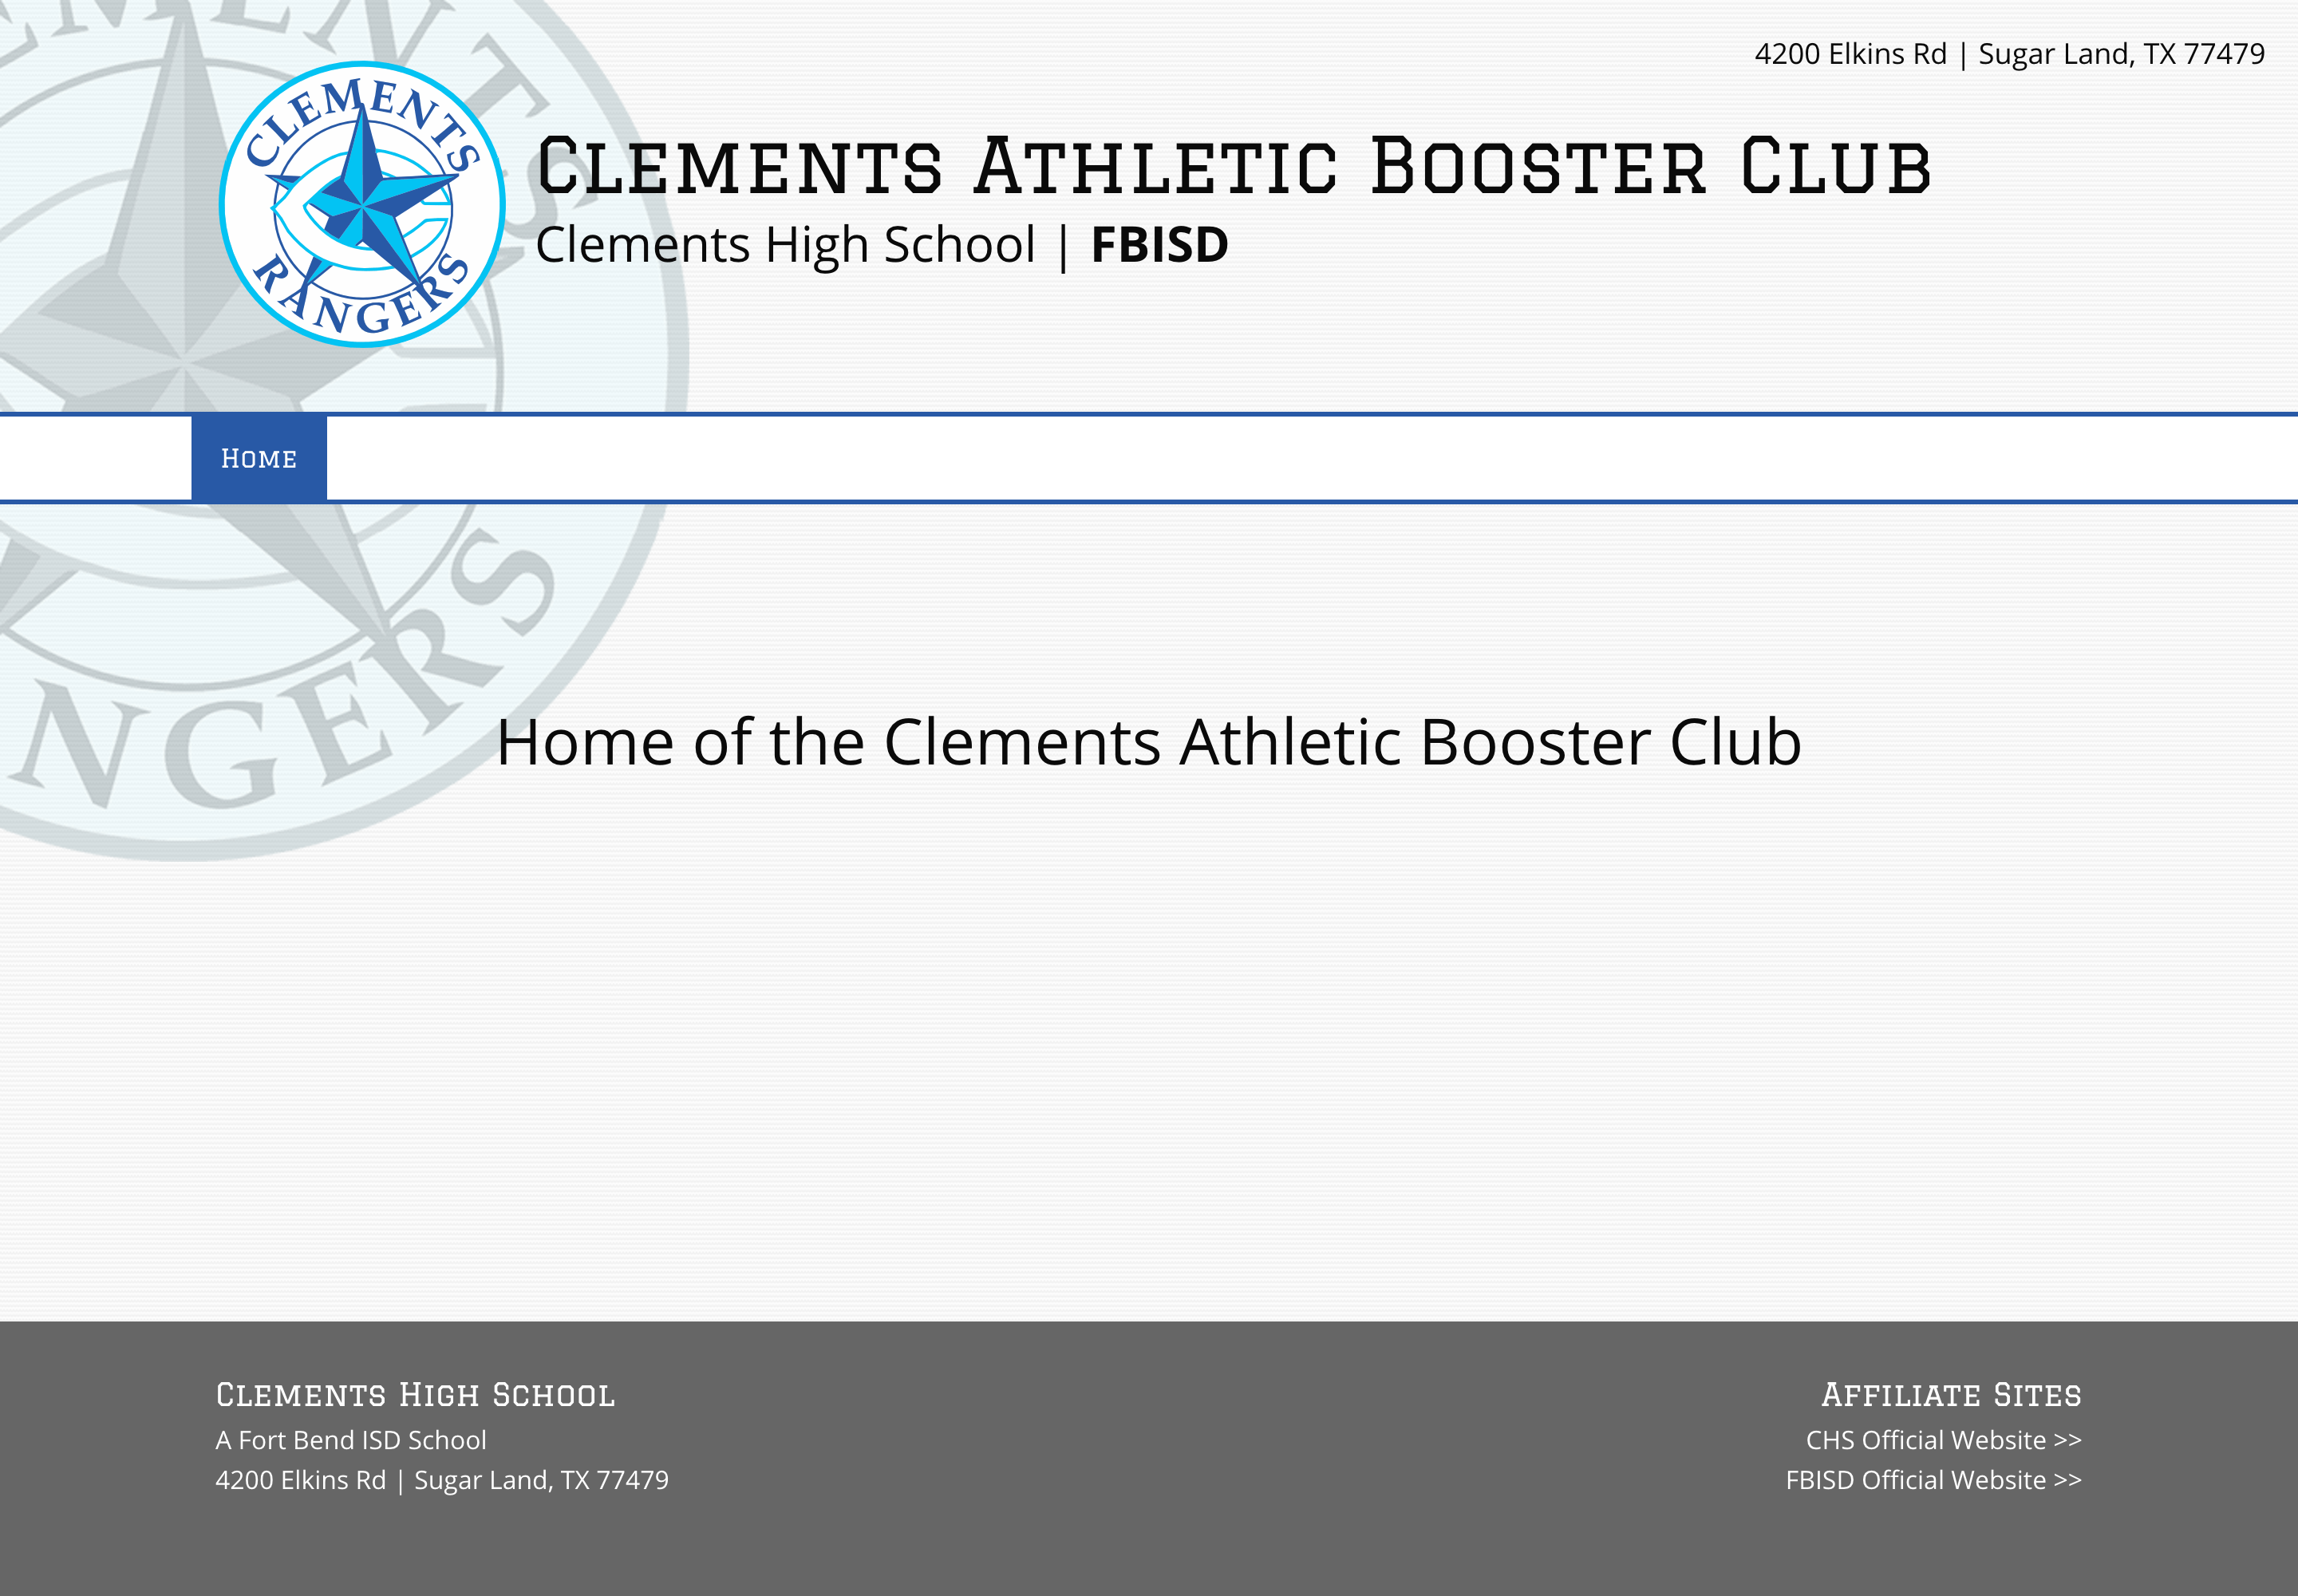 4200 Elkins Rd | Sugar Land, TX 77479
CLEMENTS
RANGERS
Clements Athletic Booster Club
Clements High School | FBISD
Home
Home of the Clements Athletic Booster Club
Clements High School
A Fort Bend ISD School
4200 Elkins Rd | Sugar Land, TX 77479
Affiliate Sites
CHS Official Website >>
FBISD Official Website >>